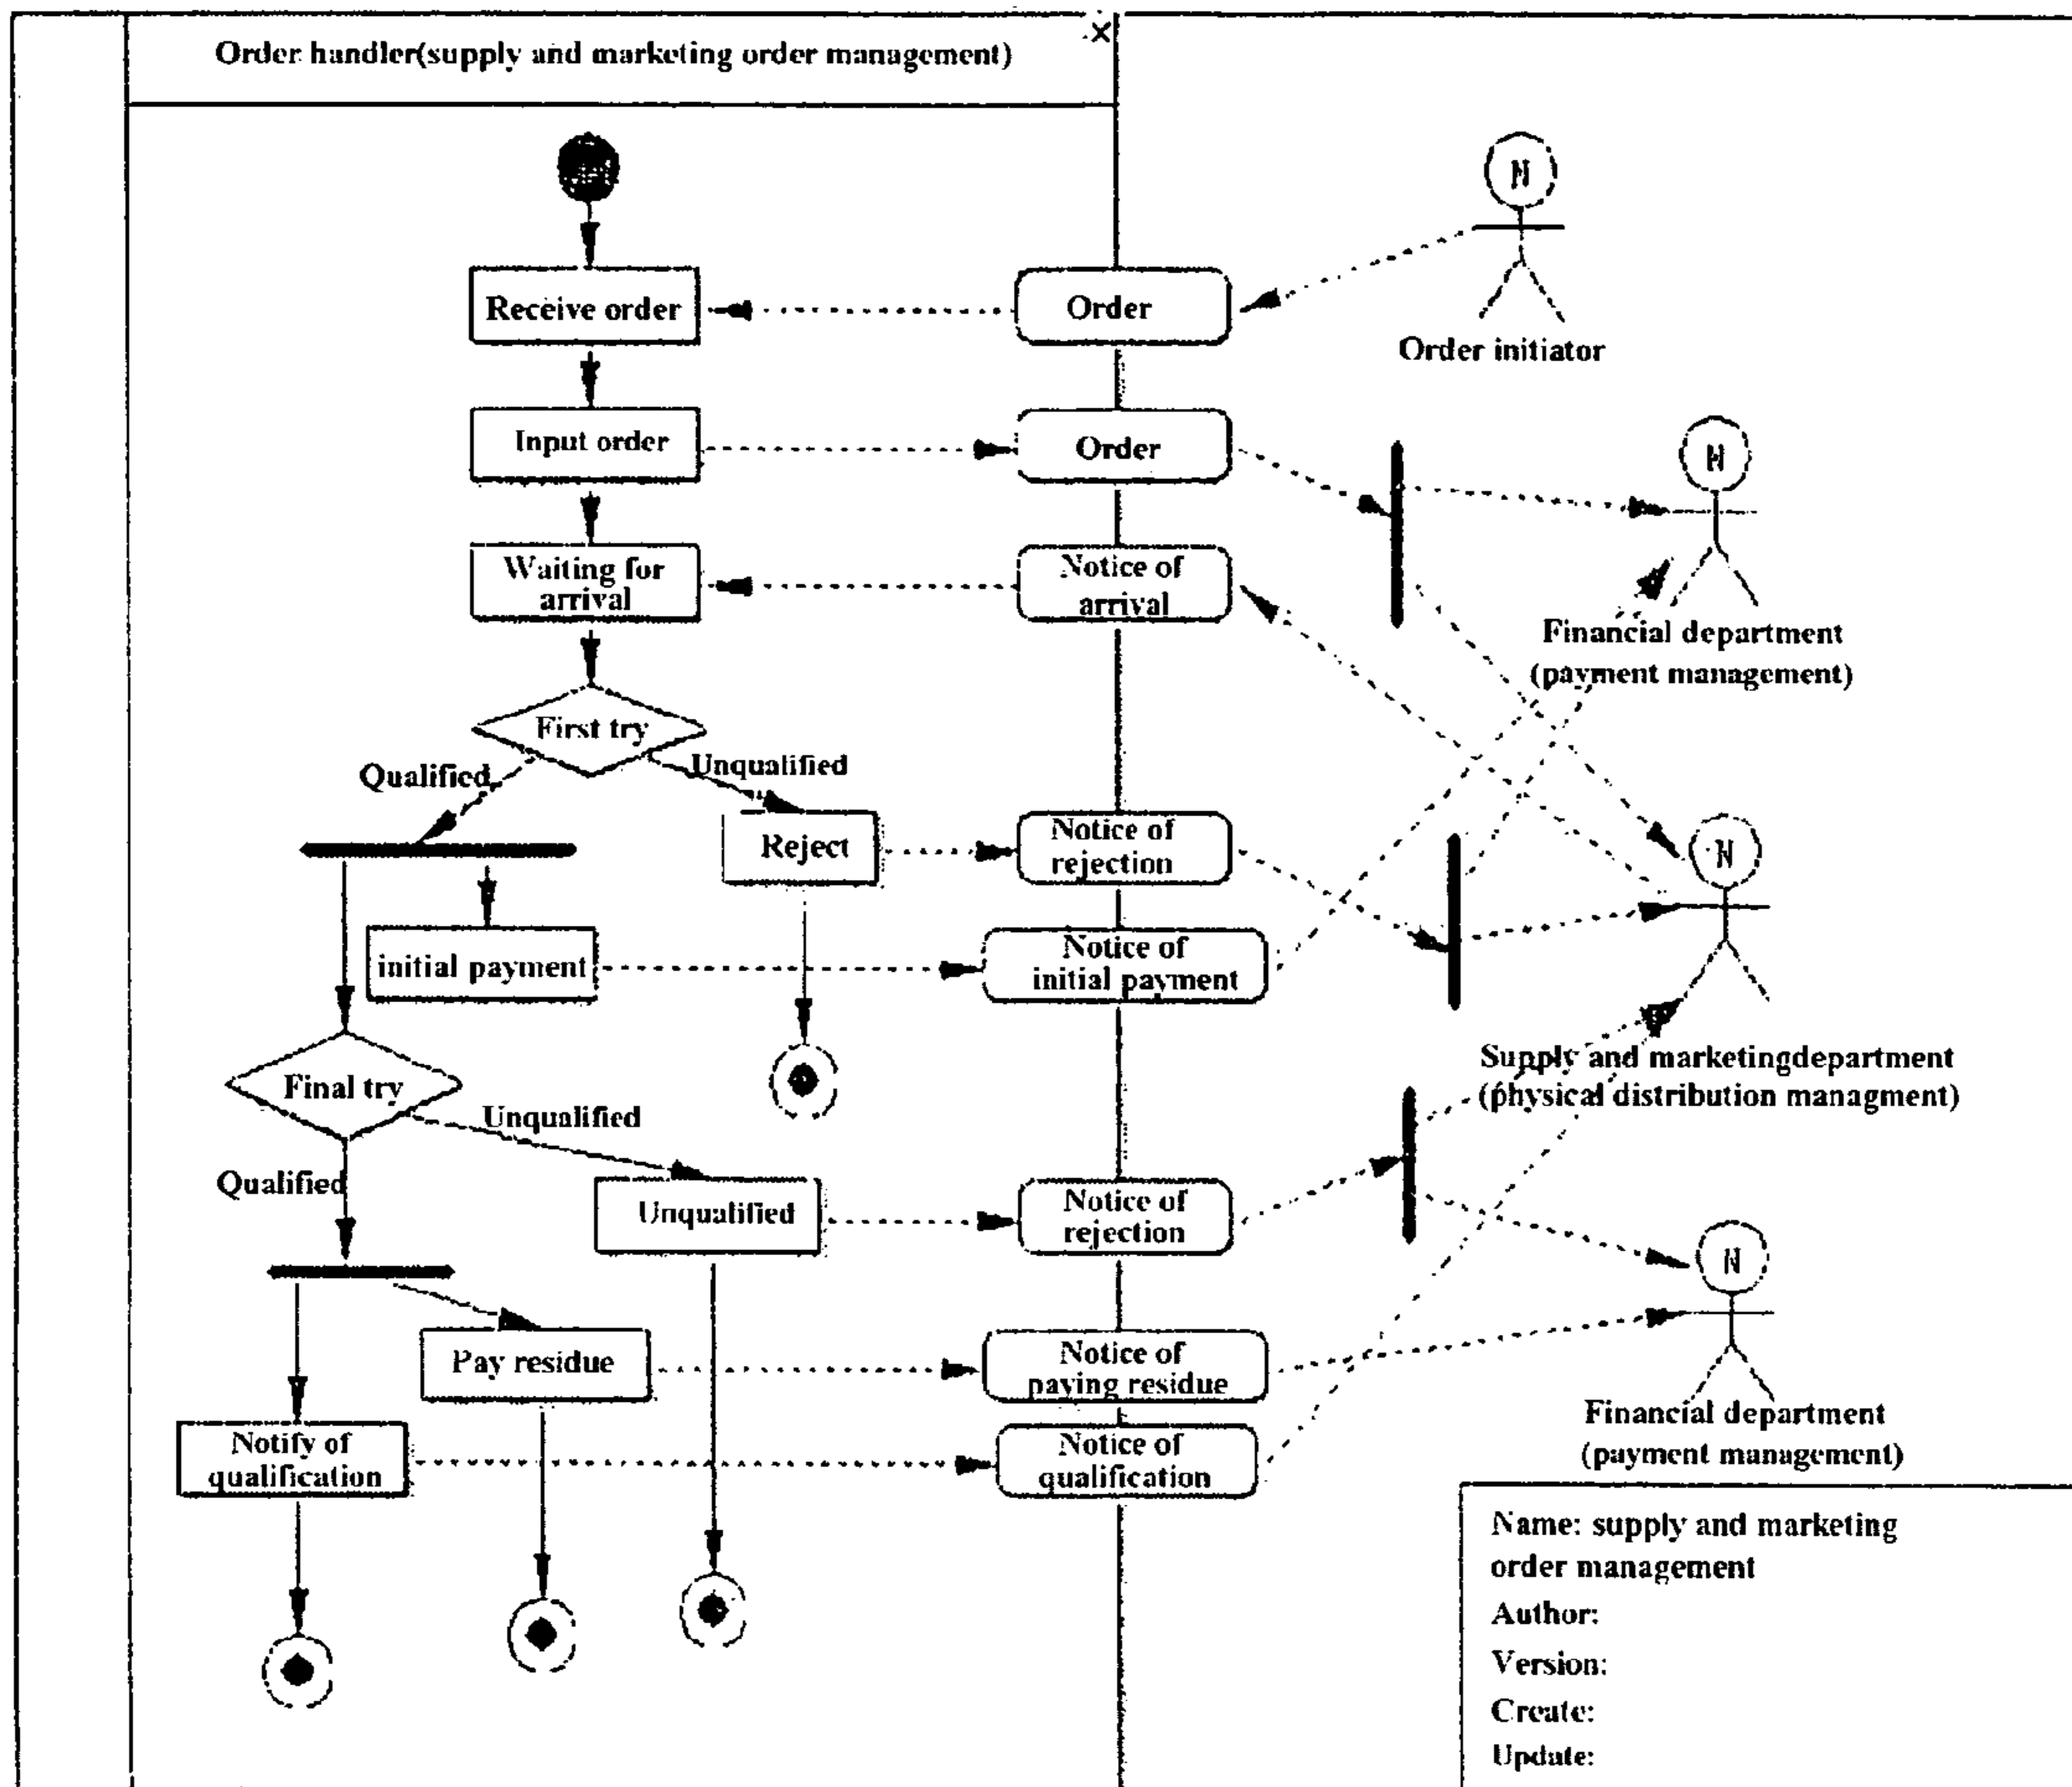 Order handler(supply and marketing order management)
N
Receive order
Order
Order initiator
Input order
Order
N
Waiting for
arrival
Notice of
arrival
Financial department
(payment management)
First try
Qualified
Unqualified
Reject
Notice of
rejection
N
initial payment
Notice of
initial payment
Supply and marketingdepartment
(physical distribution managment)
Final try
Unqualified
Qualified
Unqualified
Notice of
rejection
N
Pay residue
Notice of
paying residue
Financial department
(payment management)
Notify of
qualification
Notice of
qualification
Name: supply and marketing
order management
Author:
Version:
Create:
Update: